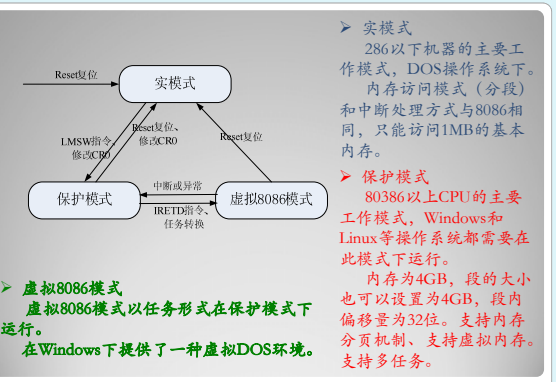 Reset复位
实模式
LMSW指令、
修改CR0
Reset复位、
修改CR0
Reset复位
保护模式
中断或异常
IRETD指令、
任务转换
虚拟8086模式
➢ 虚拟8086模式
虚拟8086模式以任务形式在保护模式下
运行。
在Windows下提供了一种虚拟DOS环境。
➢ 实模式
286以下机器的主要工
作模式，DOS操作系统下。
内存访问模式（分段）
和中断处理方式与8086相
同，只能访问1MB的基本
内存。
➢ 保护模式
80386以上CPU的主要
工作模式，Windows和
Linux等操作系统都需要在
此模式下运行。
内存为4GB，段的大小
也可以设置为4GB，段内
偏移量为32位。支持内存
分页机制、支持虚拟内存。
支持多任务。